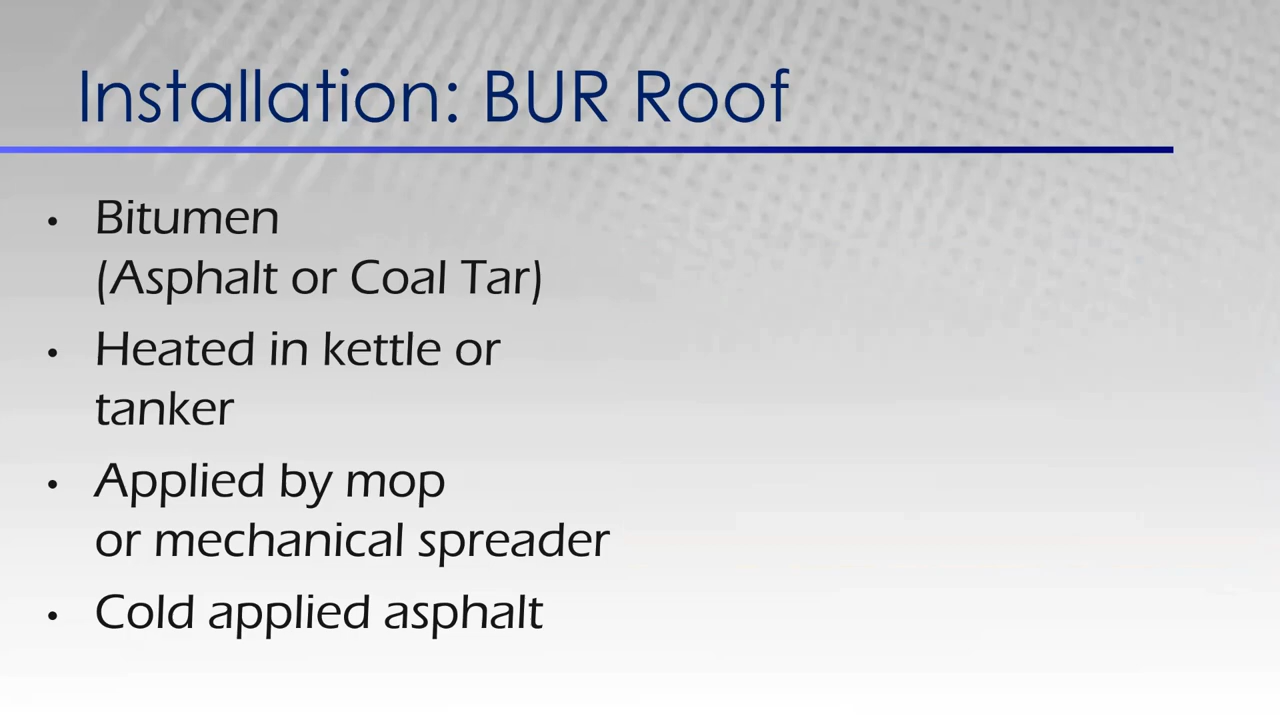 Installation: BUR Roof
• Bitumen
(Asphalt or Coal Tar)
• Heated in kettle or
tanker
• Applied by mop
or mechanical spreader
• Cold applied asphalt